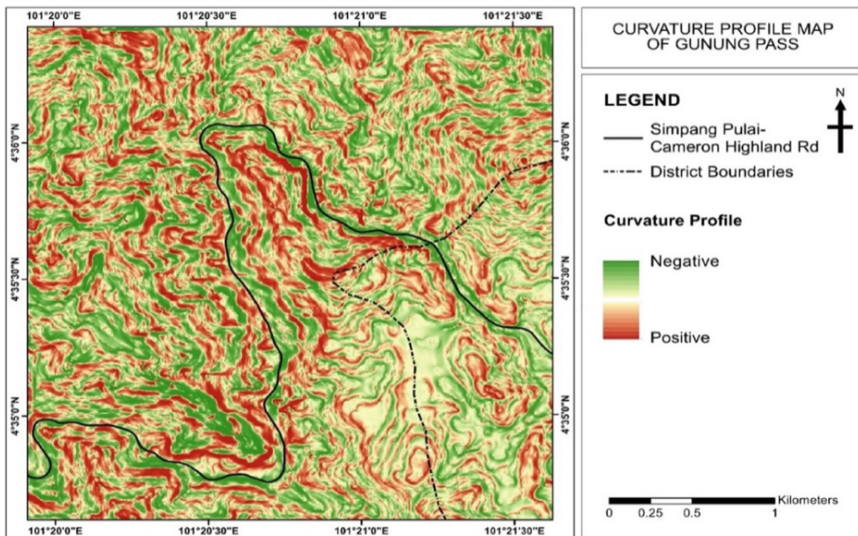 101°20'0"E 101°20'30"E 101°21'0"E 101°21'30"E
4°36'0"N 4°36'0"N
4°35'30"N 4°35'30"N
4°35'0"N 4°35'0"N
101°20'0"E 101°20'30"E 101°21'0"E 101°21'30"E
CURVATURE PROFILE MAP
OF GUNUNG PASS
LEGEND
N
Simpang Pulai-
Cameron Highland Rd
District Boundaries
Curvature Profile
Negative
Positive
Kilometers
0 0.25 0.5 1